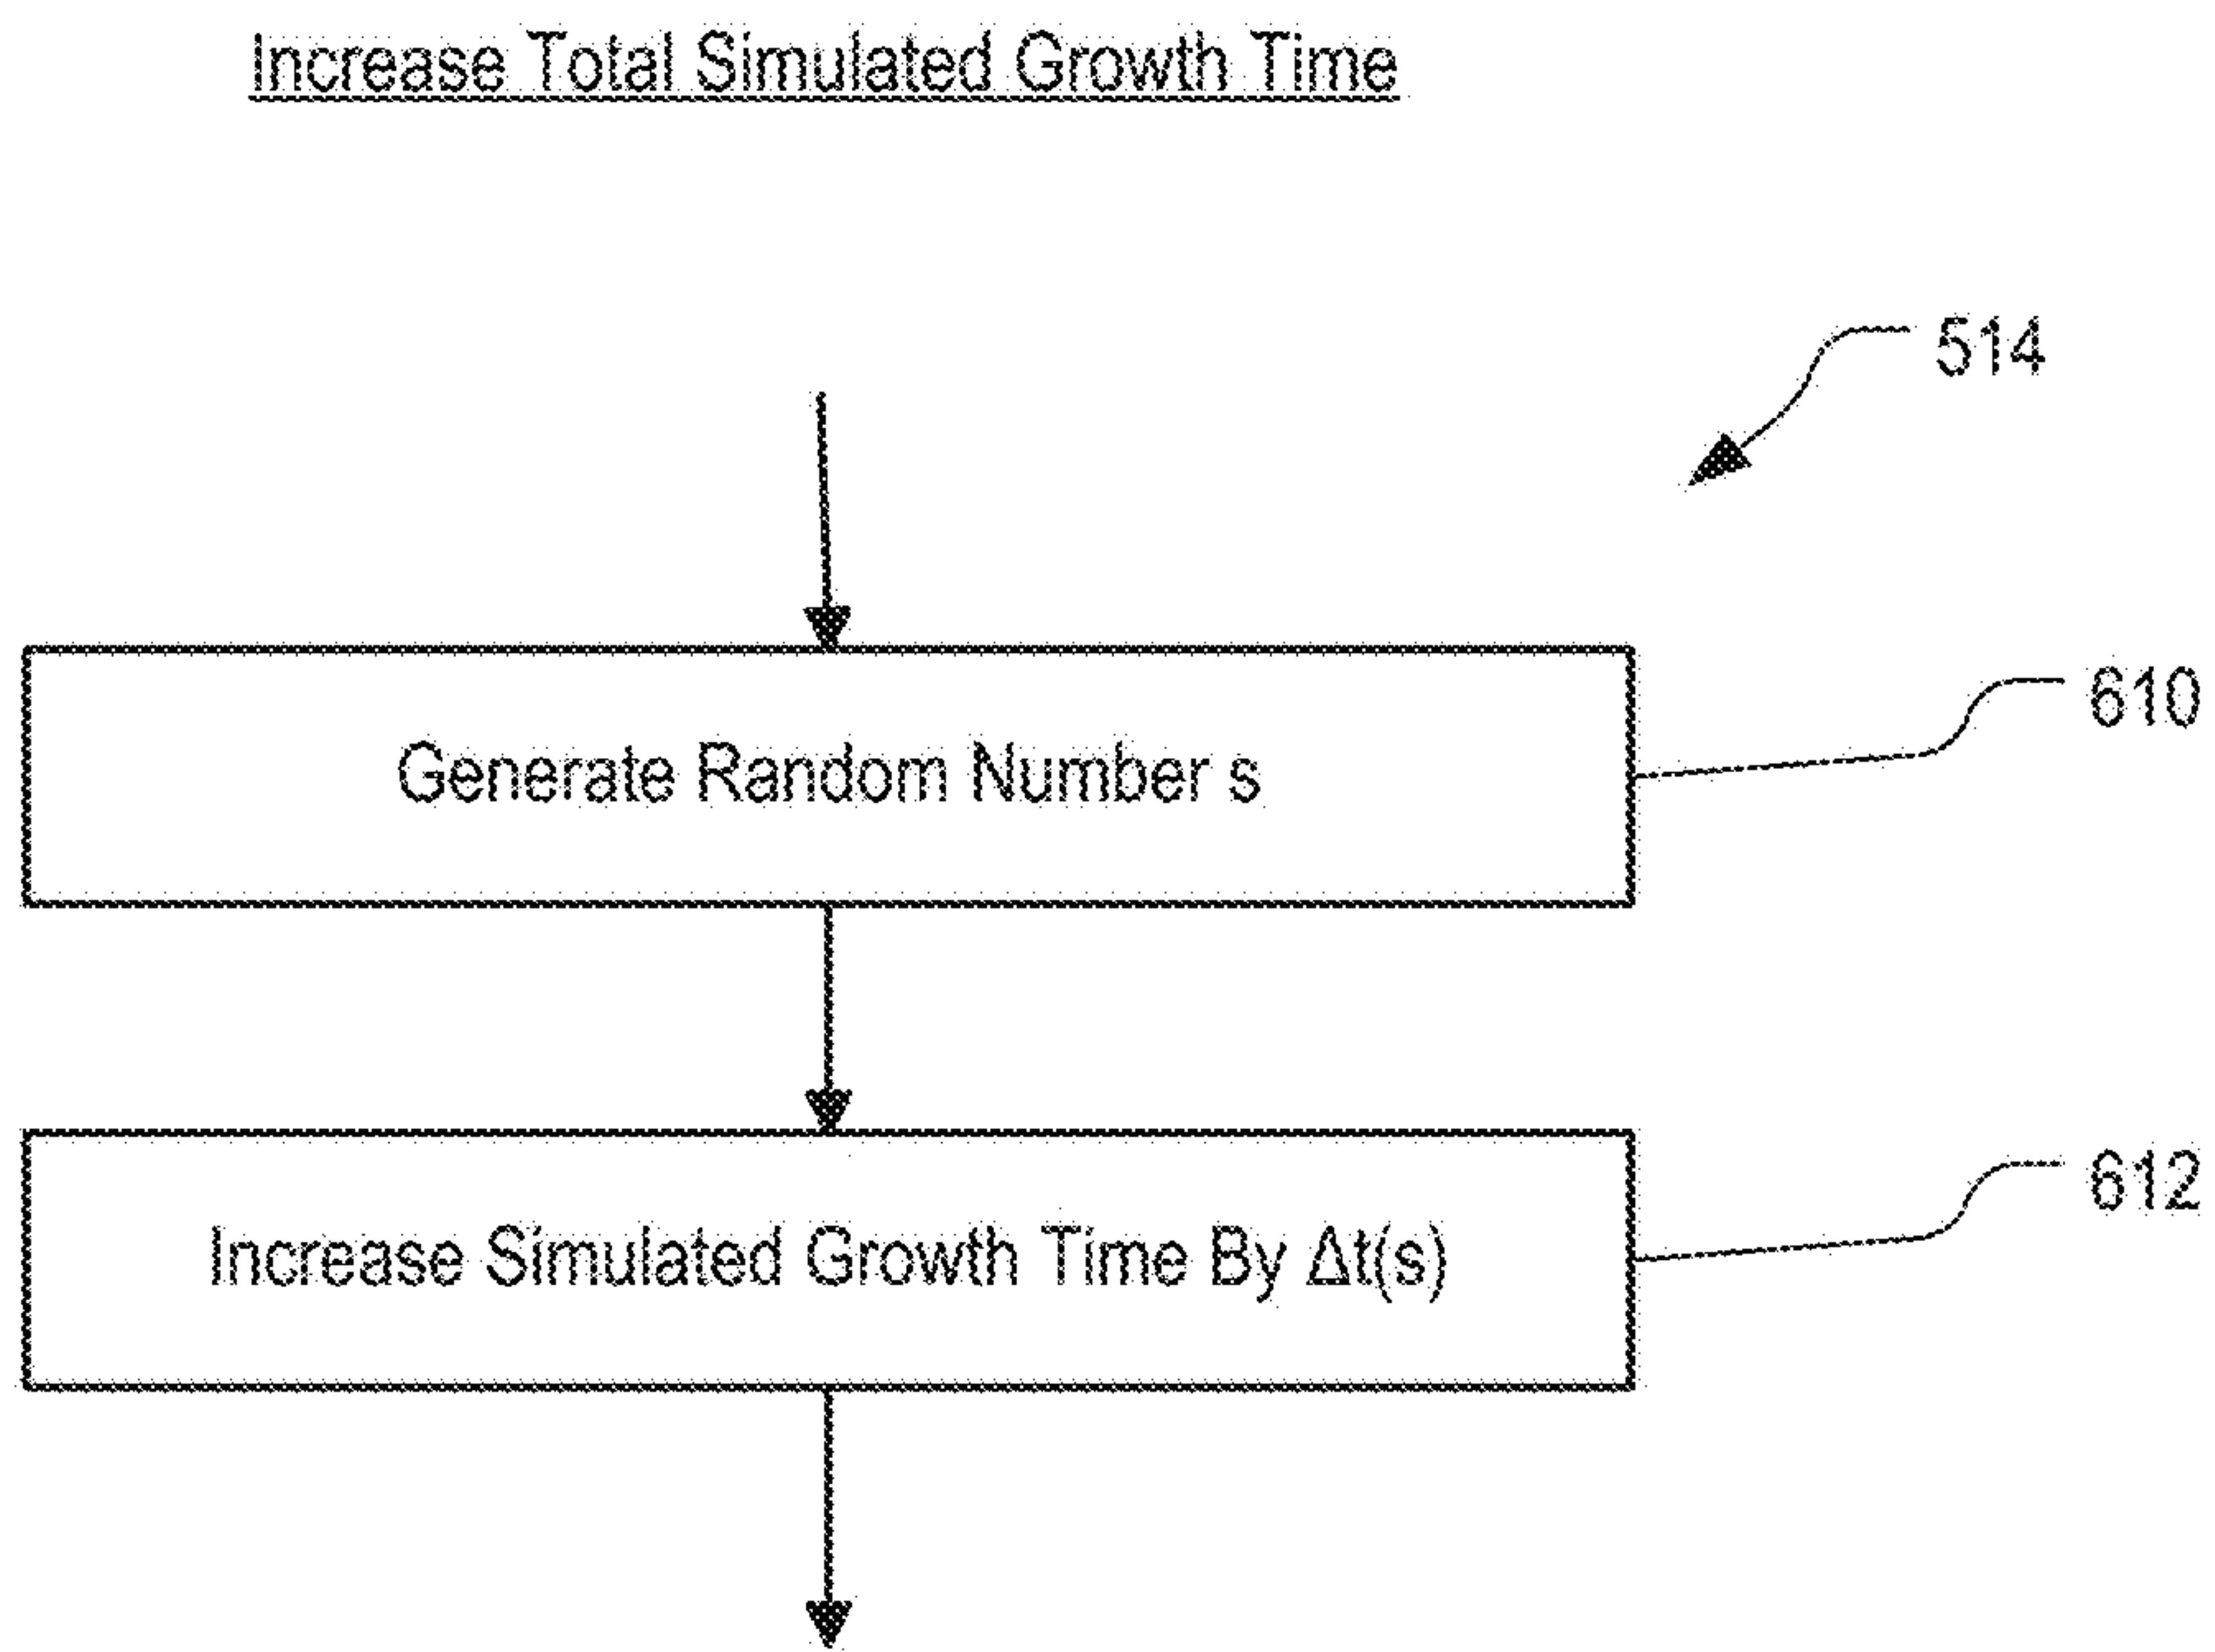 Increase Total Simulated Growth Time
514
Generate Random Number s
610
Increase Simulated Growth Time By Δt(s)
612